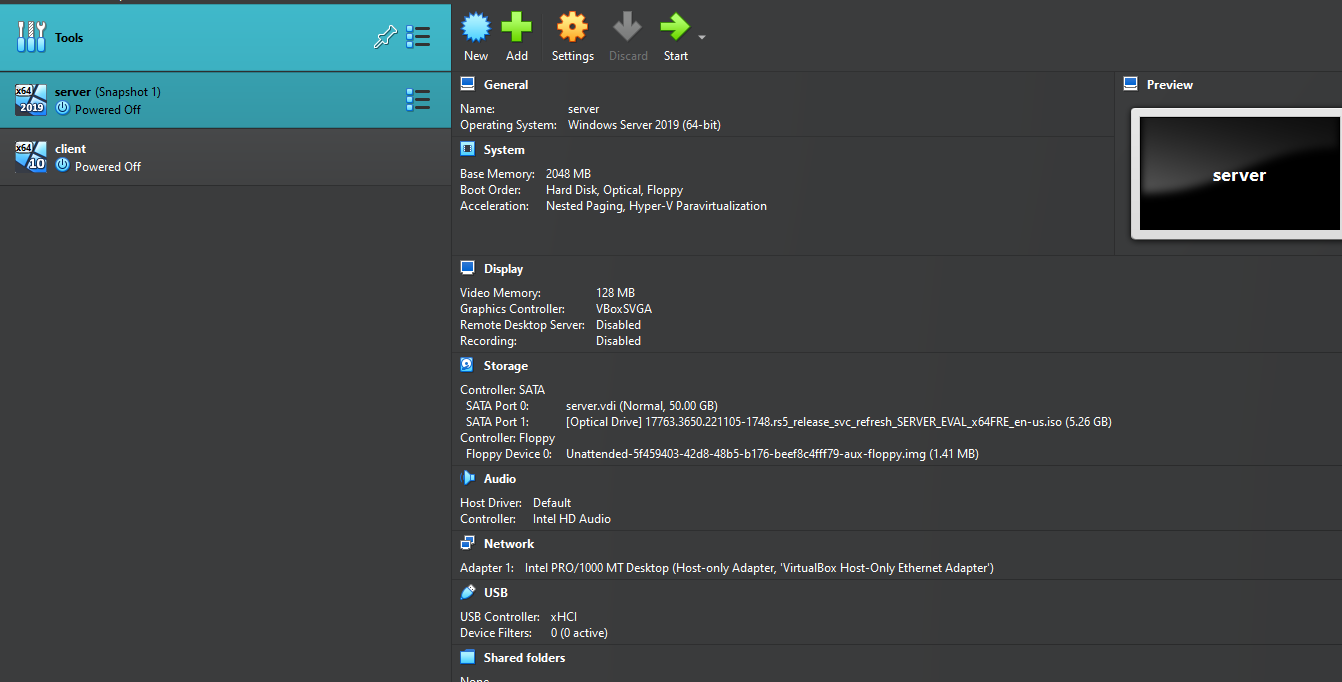 Tools
x64
2019
server (Snapshot 1)
Powered Off
x64
10
client
Powered Off
New
Add
Settings
Discard
Start
General
Name: server
Operating System: Windows Server 2019 (64-bit)
System
Base Memory: 2048 MB
Boot Order: Hard Disk, Optical, Floppy
Acceleration: Nested Paging, Hyper-V Paravirtualization
Preview
server
Display
Video Memory: 128 MB
Graphics Controller: VBoxSVGA
Remote Desktop Server: Disabled
Recording: Disabled
Storage
Controller: SATA
SATA Port 0: server.vdi (Normal, 50.00 GB)
SATA Port 1: [Optical Drive] 17763.3650.221105-1748.rs5_release_svc_refresh_SERVER_EVAL_x64FRE_en-us.iso (5.26 GB)
Controller: Floppy
Floppy Device 0: Unattended-5f459403-42d8-48b5-b176-beef8c4fff79-aux-floppy.img (1.41 MB)
Audio
Host Driver: Default
Controller: Intel HD Audio
Network
Adapter 1: Intel PRO/1000 MT Desktop (Host-only Adapter, 'VirtualBox Host-Only Ethernet Adapter')
USB
USB Controller: xHCI
Device Filters: 0 (0 active)
Shared folders
None